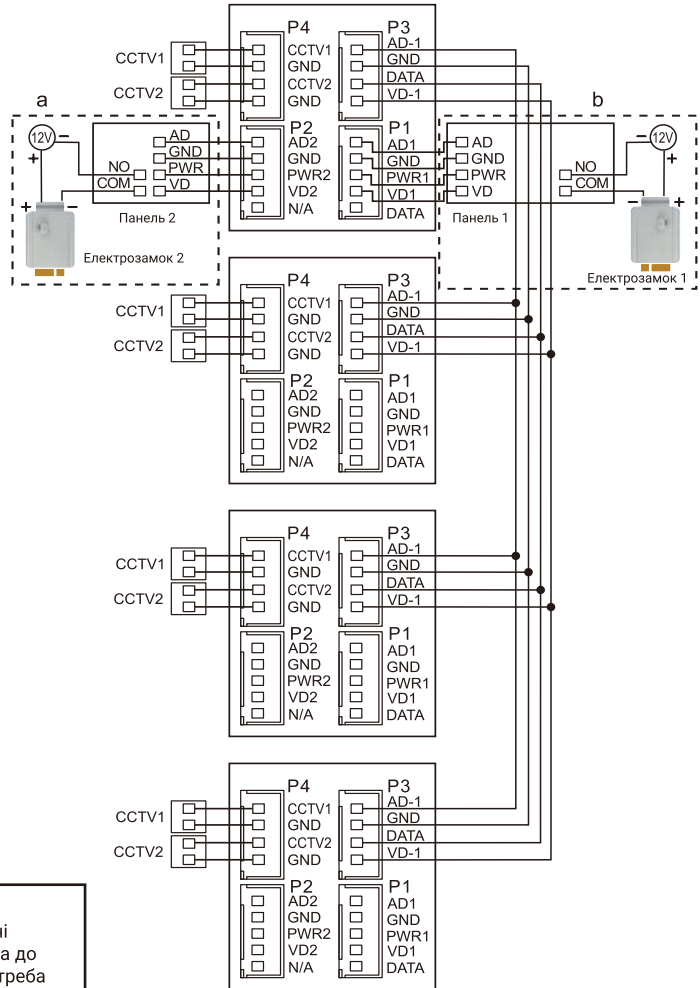 P4
P3
CCTV1
CCTV1
AD-1
GND
GND
CCTV2
CCTV2
DATA
GND
VD-1
a
b
P2
P1
12V
−
+
AD
GND
PWR
VD
NO
COM
AD2
GND
PWR2
VD2
N/A
AD1
GND
PWR1
VD1
DATA
AD
GND
PWR
VD
NO
COM
12V
−
+
+ −
− +
Панель 2
Панель 1
Електрозамок 2
Електрозамок 1
P4
P3
CCTV1
CCTV1
AD-1
GND
GND
CCTV2
CCTV2
DATA
GND
VD-1
P2
P1
AD2
AD1
GND
GND
PWR2
PWR1
VD2
VD1
N/A
DATA
P4
P3
CCTV1
CCTV1
AD-1
GND
GND
CCTV2
CCTV2
DATA
GND
VD-1
P2
P1
AD2
AD1
GND
GND
PWR2
PWR1
VD2
VD1
N/A
DATA
P4
P3
CCTV1
CCTV1
AD-1
GND
GND
CCTV2
CCTV2
DATA
GND
VD-1
P2
P1
AD2
AD1
GND
GND
PWR2
PWR1
VD2
VD1
N/A
DATA
ні
а до
треба